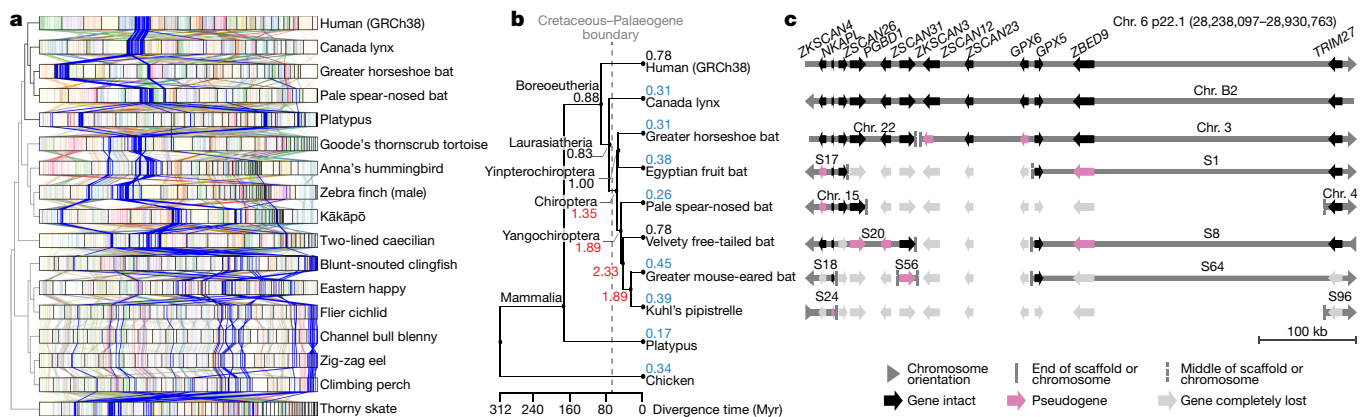 a
Human (GRCh38)
Canada lynx
Greater horseshoe bat
Pale spear-nosed bat
Platypus
Goode's thornscrub tortoise
Anna's hummingbird
Zebra finch (male)
Kākāpō
Two-lined caecilian
Blunt-snouted clingfish
Eastern happy
Flier cichlid
Channel bull blenny
Zig-zag eel
Climbing perch
Thorny skate
b
Cretaceous–Palaeogene
boundary
0.78
Human (GRCh38)
Boreoeutheria
0.88
0.31
Canada lynx
0.31
Greater horseshoe bat
Laurasiatheria
0.83
0.38
Egyptian fruit bat
Yinpterochiroptera
1.00
0.26
Pale spear-nosed bat
Chiroptera
1.35
0.78
Velvety free-tailed bat
Yangochiroptera
1.89
0.45
Greater mouse-eared bat
2.33
1.89
0.39
Kuhl's pipistrelle
Mammalia
0.17
Platypus
0.34
Chicken
312 240 160 80 0 Divergence time (Myr)
c
Chr. 6 p22.1 (28,238,097–28,930,763)
ZKSCAN4 NKAPL ZSCAN26 PGBD1 ZSCAN31 ZKSCAN3 ZSCAN12 ZSCAN23 GPX6 GPX5 ZBED9 TRIM27
Chr. B2
Chr. 22 Chr. 3
S17 S1
Chr. 15 Chr. 4
S20 S8
S18 S56 S64
S24 S96
100 kb
Chromosome
orientation
End of scaffold or
chromosome
Middle of scaffold or
chromosome
Gene intact
Pseudogene
Gene completely lost